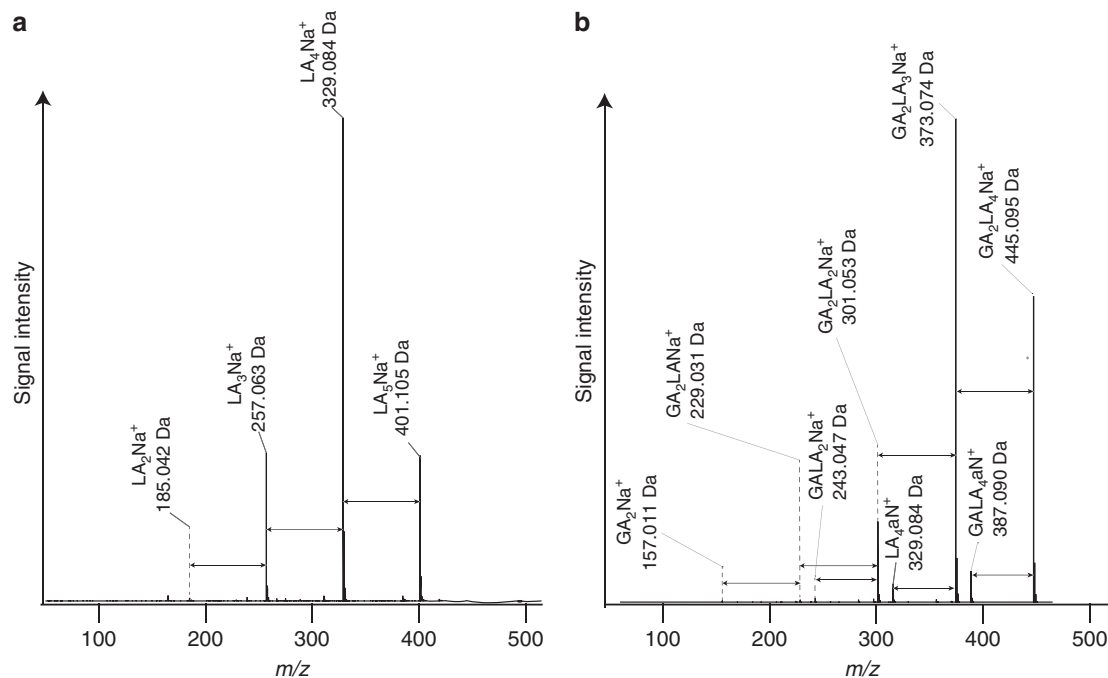 a
Signal intensity
LA₂Na⁺
185.042 Da
LA₃Na⁺
257.063 Da
LA₄Na⁺
329.084 Da
LA₅Na⁺
401.105 Da
100
200
300
400
500
m/z
b
Signal intensity
GA₂Na⁺
157.011 Da
GA₂LANa⁺
229.031 Da
GALA₂Na⁺
243.047 Da
GA₂LA₂Na⁺
301.053 Da
LA₄aN⁺
329.084 Da
GA₂LA₃Na⁺
373.074 Da
GALA₄aN⁺
387.090 Da
GA₂LA₄Na⁺
445.095 Da
100
200
300
400
500
m/z